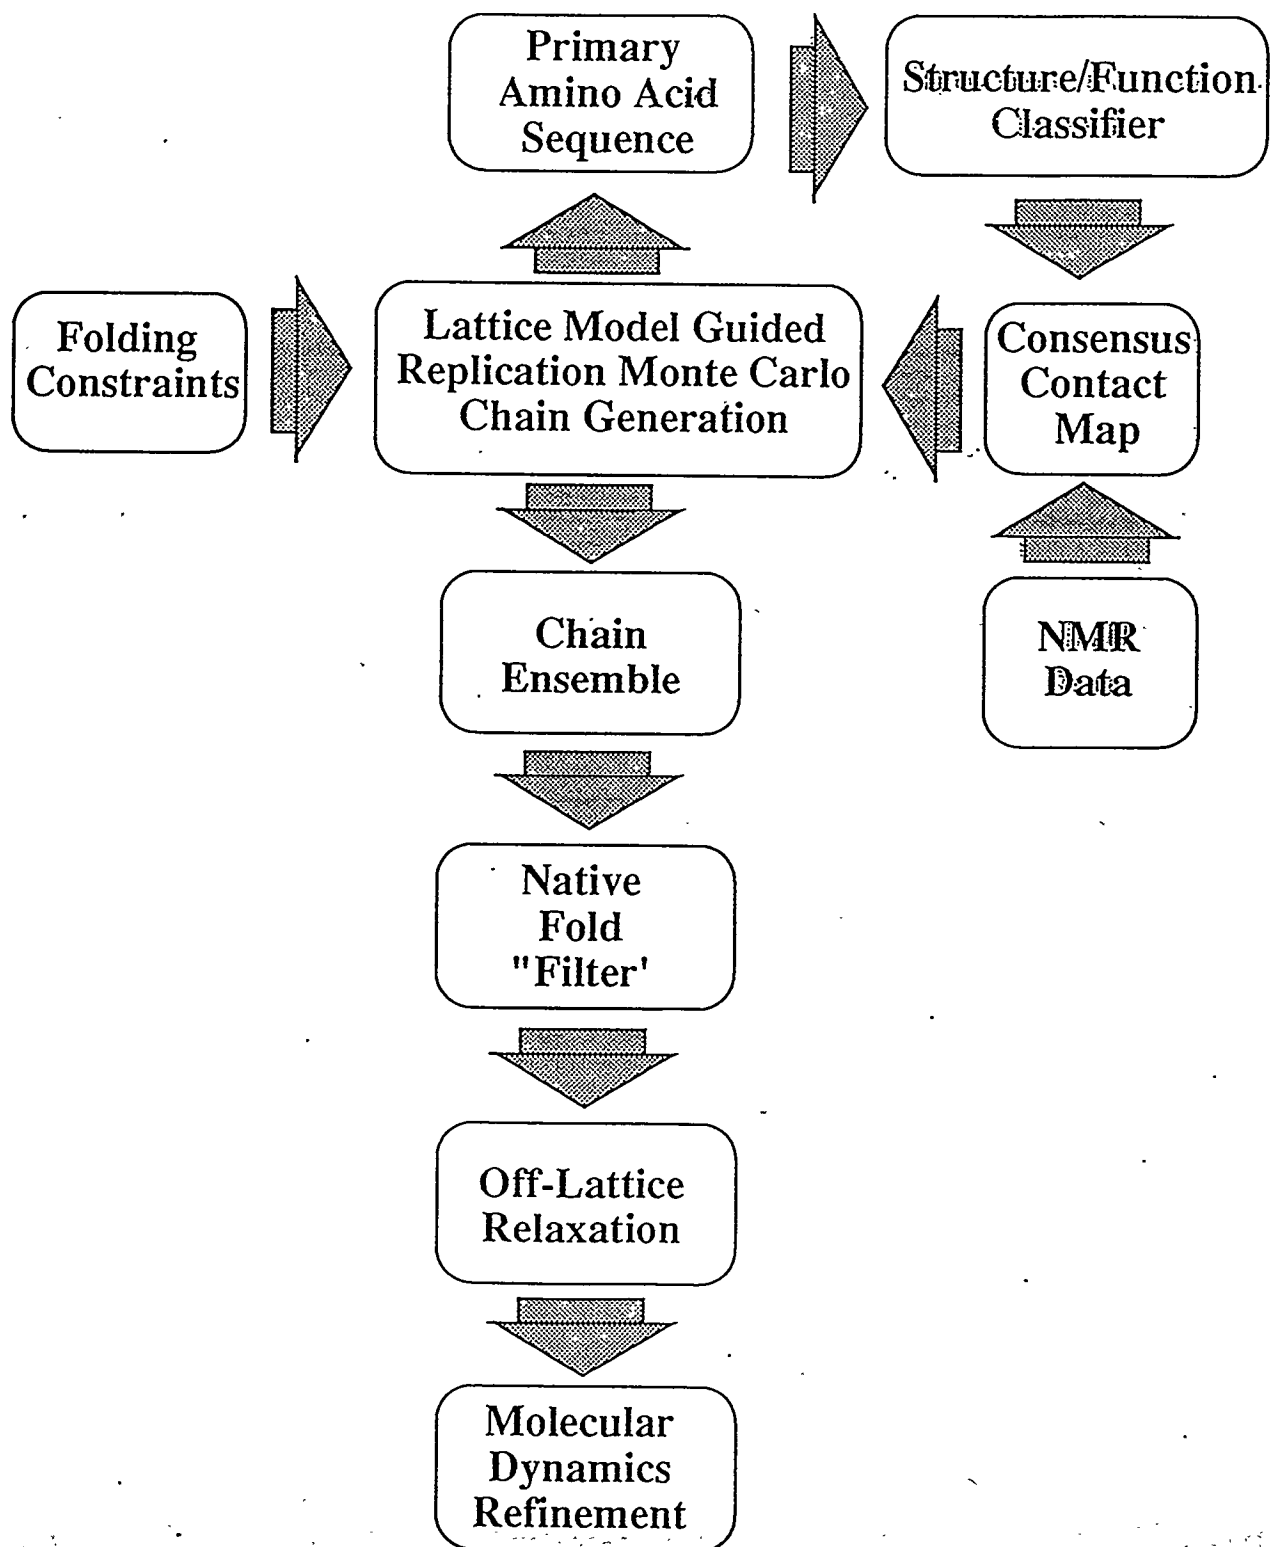 Primary
Amino Acid
Sequence
Structure/Function
Classifier
Folding
Constraints
Lattice Model Guided
Replication Monte Carlo
Chain Generation
Consensus
Contact
Map
Chain
Ensemble
NMR
Data
Native
Fold
"Filter'
Off-Lattice
Relaxation
Molecular
Dynamics
Refinement